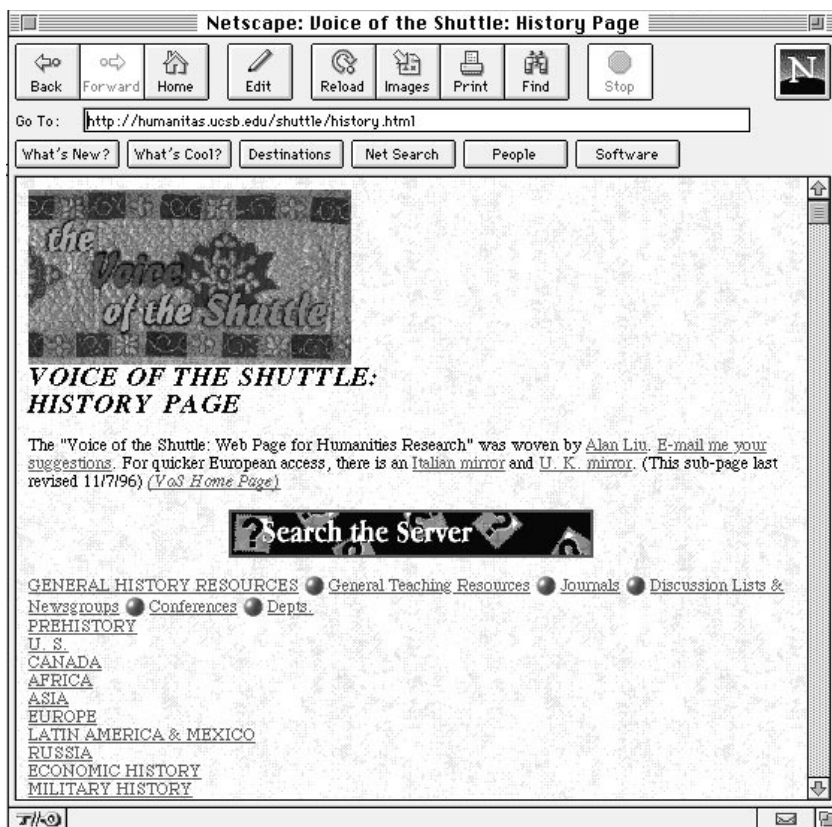 Netscape: Voice of the Shuttle: History Page
Back Forward Home Edit Reload Images Print Find Stop N
Go To: http://humanitas.ucsb.edu/shuttle/history.html
What's New? What's Cool? Destinations Net Search People Software
the
Voice
of the Shuttle
VOICE OF THE SHUTTLE:
HISTORY PAGE
The "Voice of the Shuttle: Web Page for Humanities Research" was woven by Alan Liu. E-mail me your
suggestions. For quicker European access, there is an Italian mirror and U. K. mirror. (This sub-page last
revised 11/7/96) (VoS Home Page)
?Search the Server ? ?
GENERAL HISTORY RESOURCES General Teaching Resources Journals Discussion Lists &
Newsgroups Conferences Depts.
PREHISTORY
U. S.
CANADA
AFRICA
ASIA
EUROPE
LATIN AMERICA & MEXICO
RUSSIA
ECONOMIC HISTORY
MILITARY HISTORY